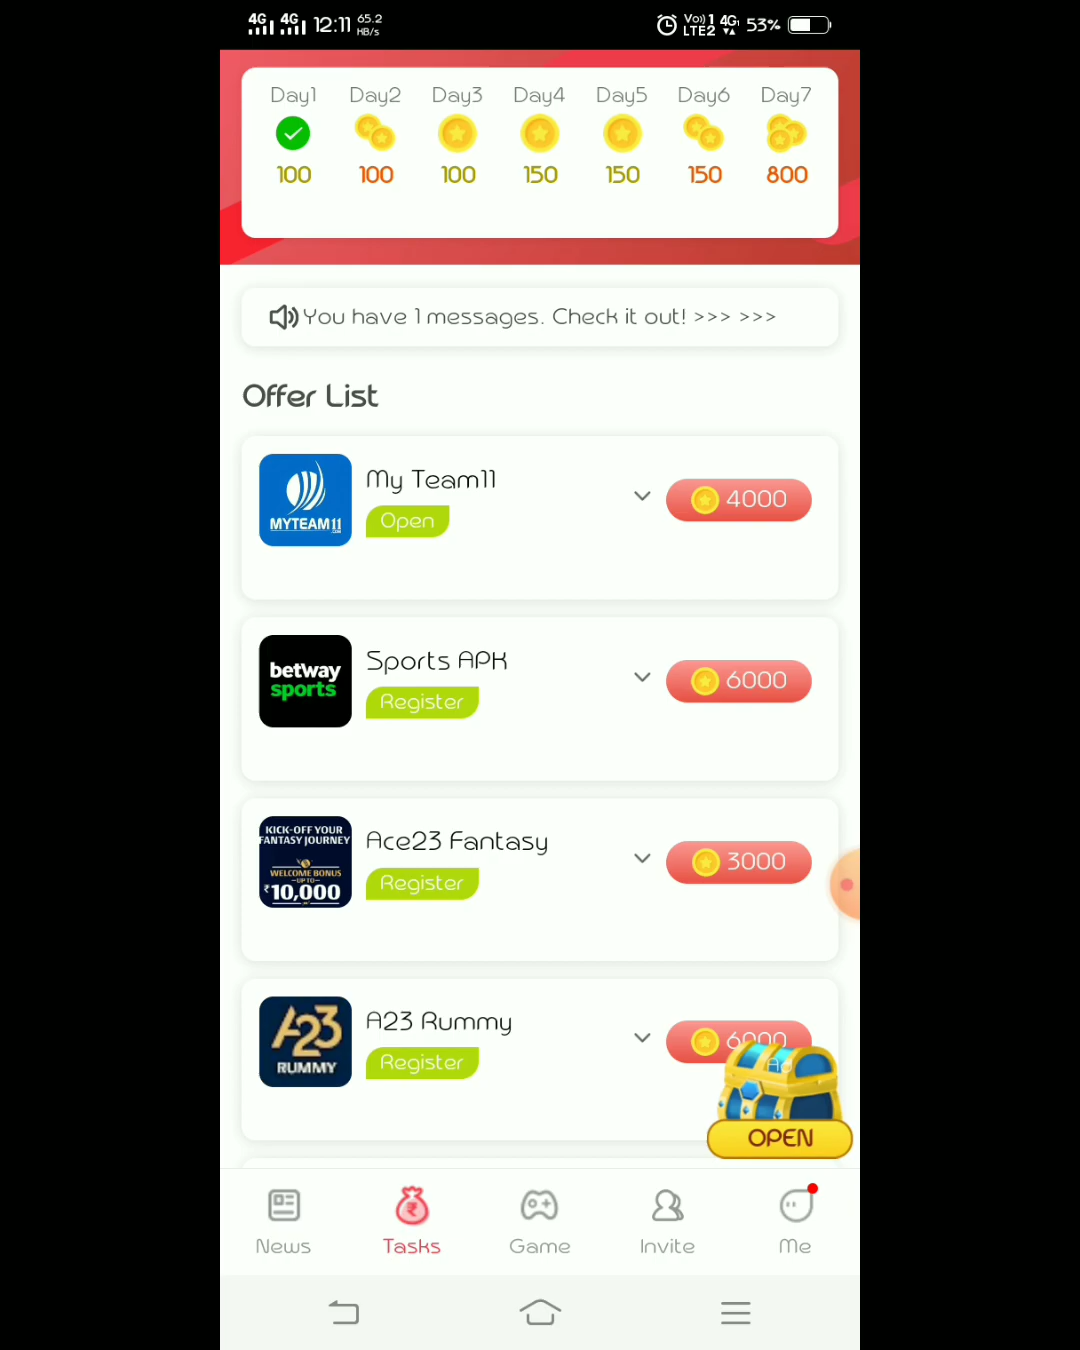 4G 4G 12:11 65.2 KB/s Vo)) 1 LTE2 4G 53%
Day1 Day2 Day3 Day4 Day5 Day6 Day7
100 100 100 150 150 150 800
You have 1 messages. Check it out! >>> >>>
Offer List
MYTEAM11
.com
My Team11
Open
4000
betway
sports
Sports APK
Register
6000
KICK-OFF YOUR
FANTASY JOURNEY
WELCOME BONUS
UP TO
₹10,000
Ace23 Fantasy
Register
3000
A23
RUMMY
A23 Rummy
Register
6000
Ad
OPEN
News Tasks Game Invite Me